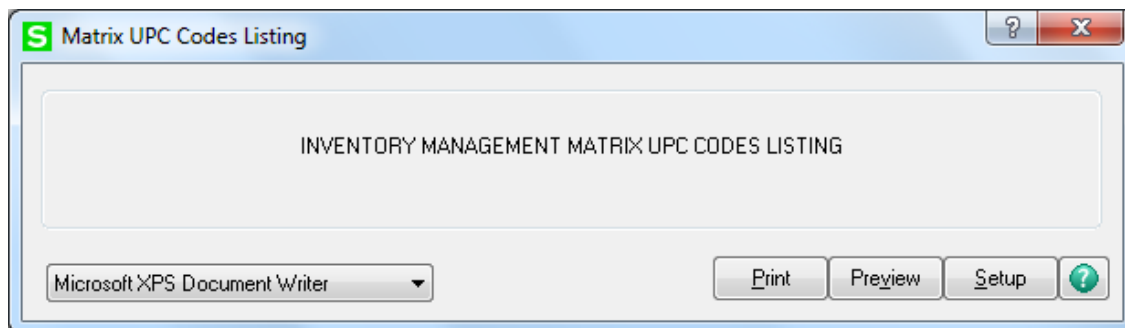 S Matrix UPC Codes Listing
INVENTORY MANAGEMENT MATRIX UPC CODES LISTING
Microsoft XPS Document Writer Print Preview Setup